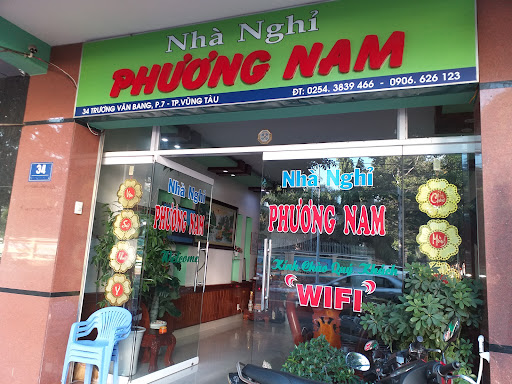 Nhà Nghỉ
PHƯƠNG NAM
34 TRƯƠNG VĂN BANG, P.7 - TP.VŨNG TÀU
ĐT: 0254. 3839 466 - 0906. 626 123
34
Nhà Nghỉ
PHƯƠNG NAM
Welcome
Nhà Nghỉ
PHƯƠNG NAM
Kính Chào Quý Khách
"WIFI"